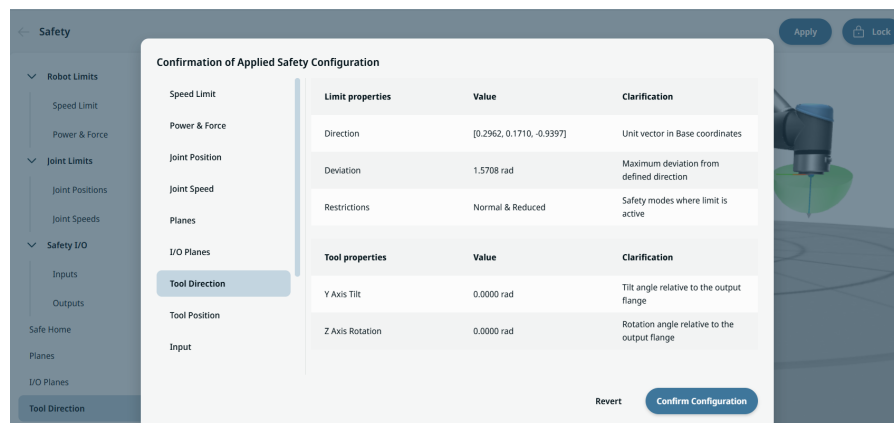 Safety
Apply
Lock
Robot Limits
Speed Limit
Power & Force
Joint Limits
Joint Positions
Joint Speeds
Safety I/O
Inputs
Outputs
Safe Home
Planes
I/O Planes
Tool Direction
Confirmation of Applied Safety Configuration
Speed Limit
Power & Force
Joint Position
Joint Speed
Planes
I/O Planes
Tool Direction
Tool Position
Input
Limit properties Value Clarification
Direction [0.2962, 0.1710, -0.9397] Unit vector in Base coordinates
Deviation 1.5708 rad Maximum deviation from
defined direction
Restrictions Normal & Reduced Safety modes where limit is
active
Tool properties Value Clarification
Y Axis Tilt 0.0000 rad Tilt angle relative to the output
flange
Z Axis Rotation 0.0000 rad Rotation angle relative to the
output flange
Revert Confirm Configuration